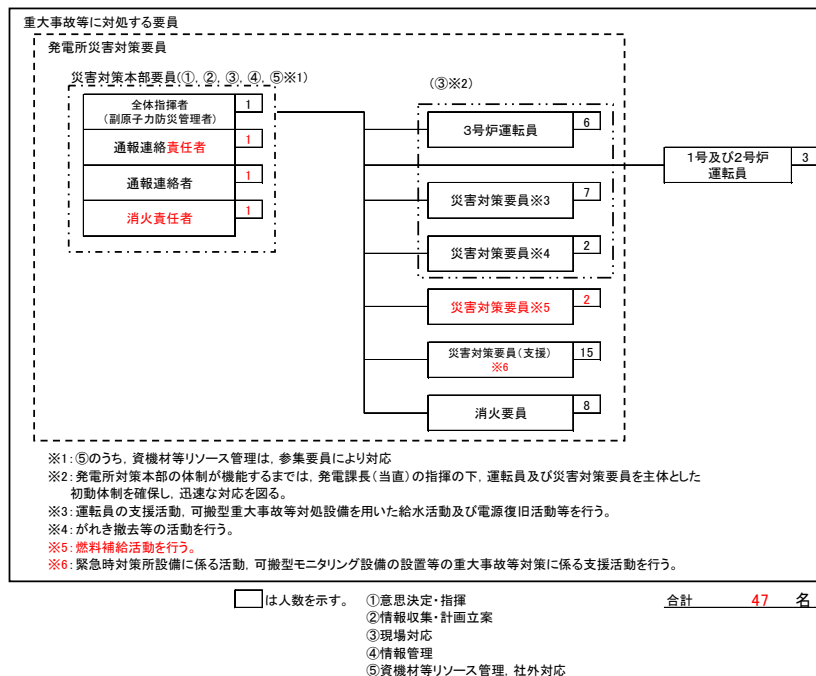 重大事故等に対処する要員
発電所災害対策要員
災害対策本部要員(①, ②, ③, ④, ⑤※1)
全体指揮者
(副原子力防災管理者)
1
通報連絡責任者
1
通報連絡者
1
消火責任者
1
(③※2)
3号炉運転員
6
災害対策要員※3
7
災害対策要員※4
2
災害対策要員※5
2
災害対策要員(支援)
※6
15
消火要員
8
1号及び2号炉
運転員
3
※1:⑤のうち, 資機材等リソース管理は, 参集要員により対応
※2:発電所対策本部の体制が機能するまでは, 発電課長(当直)の指揮の下, 運転員及び災害対策要員を主体とした
初動体制を確保し, 迅速な対応を図る。
※3:運転員の支援活動, 可搬型重大事故等対処設備を用いた給水活動及び電源復旧活動等を行う。
※4:がれき撤去等の活動を行う。
※5:燃料補給活動を行う。
※6:緊急時対策所設備に係る活動, 可搬型モニタリング設備の設置等の重大事故等対策に係る支援活動を行う。
は人数を示す。
①意思決定・指揮
②情報収集・計画立案
③現場対応
④情報管理
⑤資機材等リソース管理, 社外対応
合計 47 名